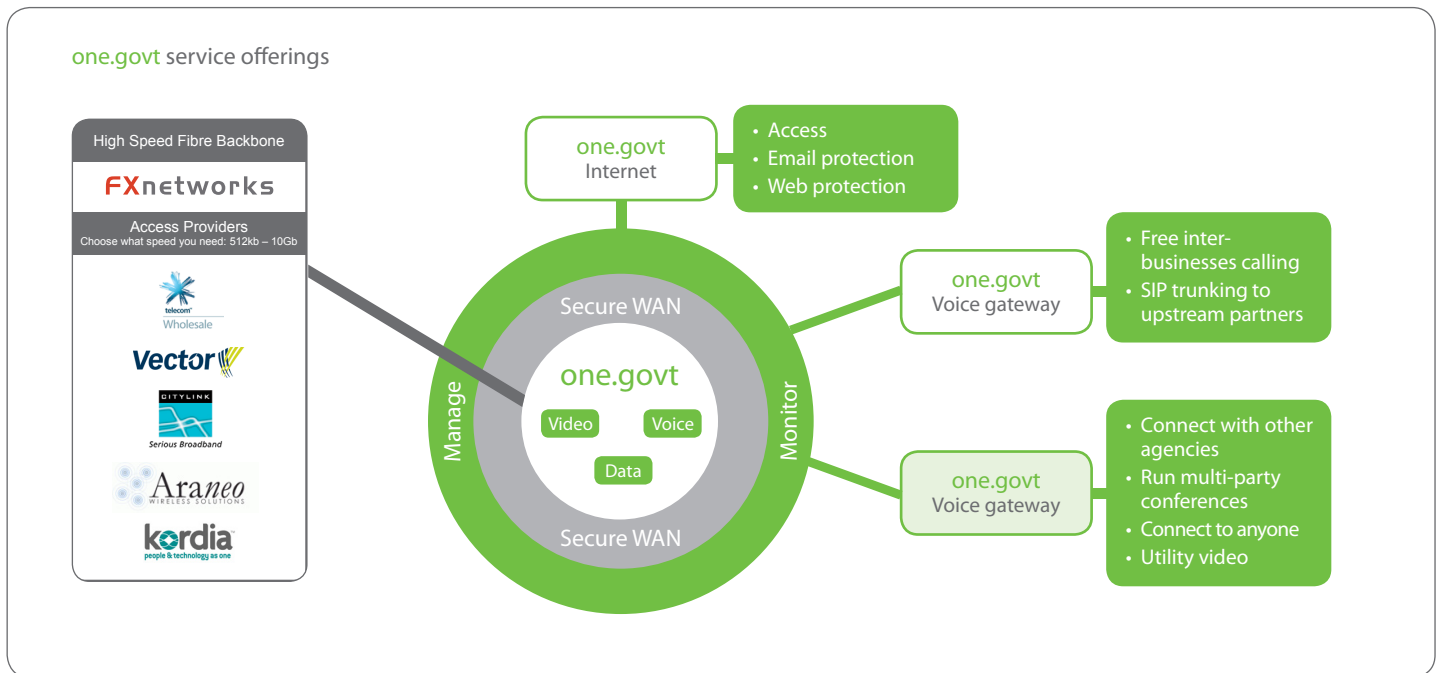 one.govt service offerings
High Speed Fibre Backbone
FXnetworks
Access Providers
Choose what speed you need: 512kb – 10Gb
telecom
Wholesale
Vector
CITYLINK
Serious Broadband
Araneo
WIRELESS SOLUTIONS
kordia
people & technology as one
one.govt
Internet
• Access
• Email protection
• Web protection
Manage
Monitor
Secure WAN
one.govt
Video
Voice
Data
Secure WAN
one.govt
Voice gateway
• Free inter-
businesses calling
• SIP trunking to
upstream partners
one.govt
Voice gateway
• Connect with other
agencies
• Run multi-party
conferences
• Connect to anyone
• Utility video